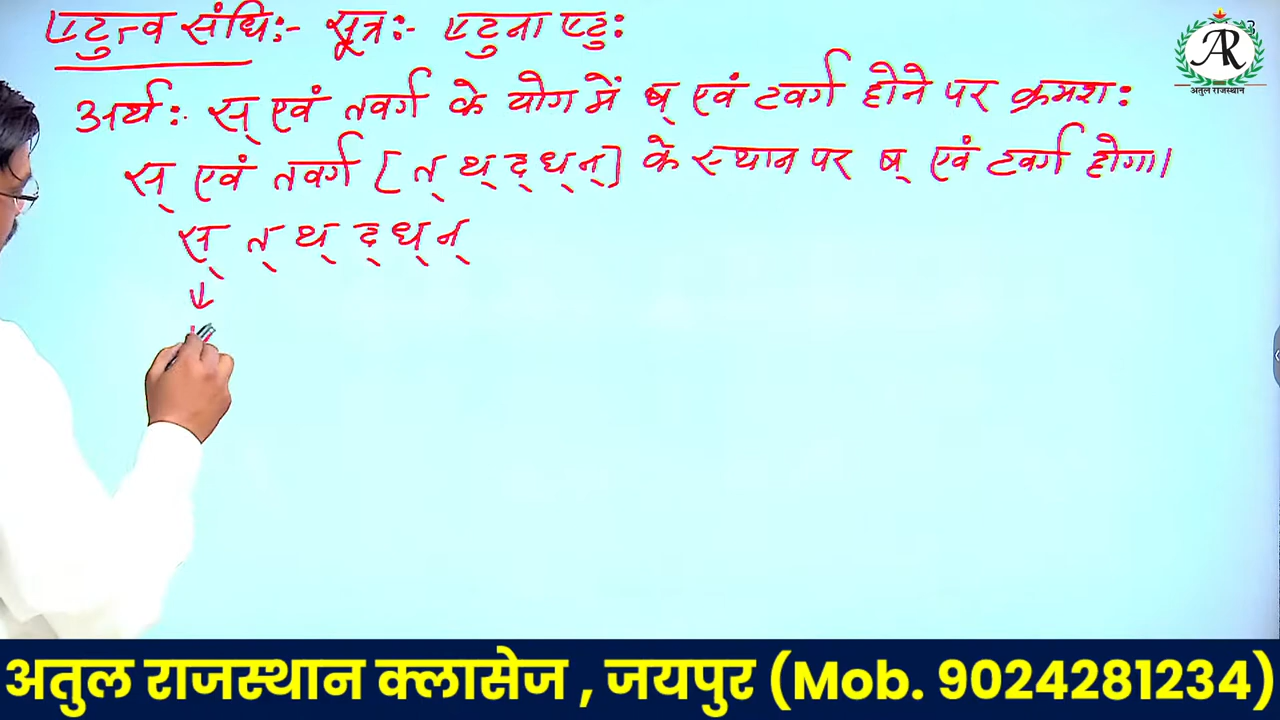 ष्टुत्व संधिः- सूत्रः- ष्टुना ष्टुः
अर्थः- स् एवं तवर्ग के योग में ष् एवं टवर्ग होने पर क्रमशः
स् एवं तवर्ग [त् थ् द् ध् न्] के स्थान पर ष् एवं टवर्ग होगा।
स् त् थ् द् ध् न्
↓
AR
अतुल राजस्थान
अतुल राजस्थान क्लासेज , जयपुर (Mob. 9024281234)